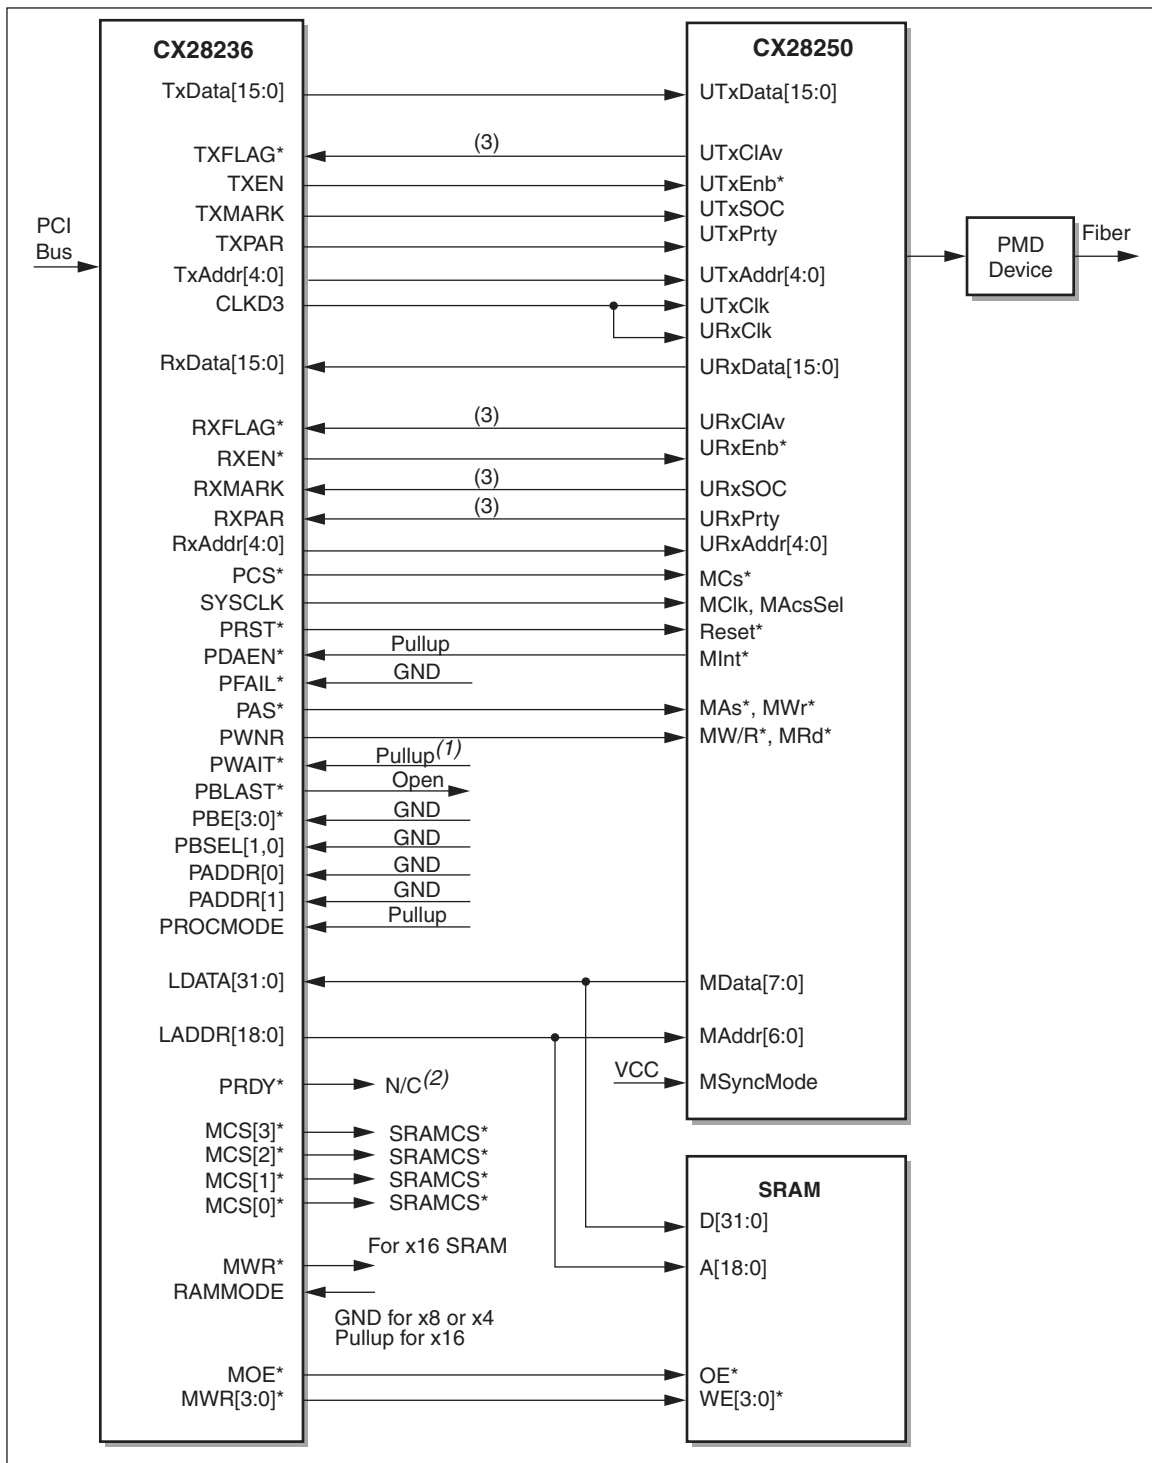 CX28236
CX28250
TxData[15:0]
UTxData[15:0]
TXFLAG*
(3)
UTxClAv
TXEN
UTxEnb*
TXMARK
UTxSOC
TXPAR
UTxPrty
PCI
Bus
PMD
Device
Fiber
TxAddr[4:0]
UTxAddr[4:0]
CLKD3
UTxClk
URxClk
RxData[15:0]
URxData[15:0]
RXFLAG*
(3)
URxClAv
RXEN*
URxEnb*
RXMARK
(3)
URxSOC
RXPAR
(3)
URxPrty
RxAddr[4:0]
URxAddr[4:0]
PCS*
MCs*
SYSCLK
MClk, MAcsSel
PRST*
Reset*
PDAEN*
Pullup
MInt*
PFAIL*
GND
PAS*
MAs*, MWr*
PWNR
MW/R*, MRd*
PWAIT*
Pullup(1)
PBLAST*
Open
PBE[3:0]*
GND
PBSEL[1,0]
GND
PADDR[0]
GND
PADDR[1]
GND
PROCMODE
Pullup
LDATA[31:0]
MData[7:0]
LADDR[18:0]
MAddr[6:0]
PRDY*
N/C(2)
VCC
MSyncMode
MCS[3]*
SRAMCS*
MCS[2]*
SRAMCS*
MCS[1]*
SRAMCS*
MCS[0]*
SRAMCS*
SRAM
D[31:0]
For x16 SRAM
MWR*
A[18:0]
RAMMODE
GND for x8 or x4
Pullup for x16
MOE*
OE*
MWR[3:0]*
WE[3:0]*